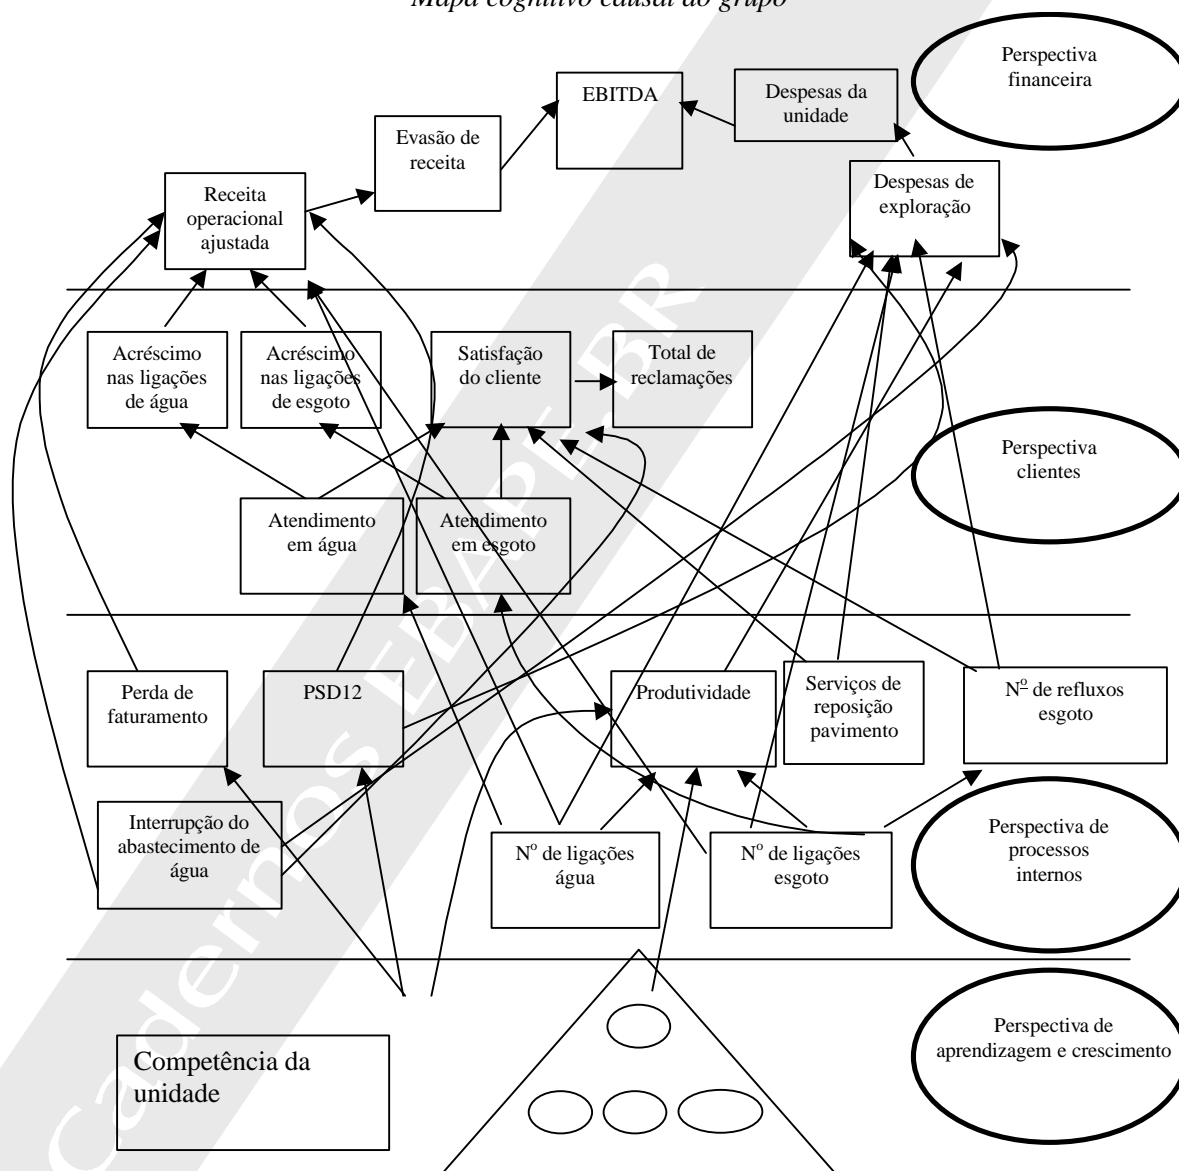 Mapa cognitivo causal do grupo
Perspectiva
financeira
EBITDA
Despesas da
unidade
Evasão de
receita
Despesas de
exploração
Receita
operacional
ajustada
Acréscimo
nas ligações
de água
Acréscimo
nas ligações
de esgoto
Satisfação
do cliente
Total de
reclamações
Perspectiva
clientes
Atendimento
em água
Atendimento
em esgoto
Perda de
faturamento
PSD12
Produtividade
Serviços de
reposição
pavimento
Nº de refluxos
esgoto
Interrupção do
abastecimento de
água
Nº de ligações
água
Nº de ligações
esgoto
Perspectiva de
processos
internos
Perspectiva de
aprendizagem e crescimento
Competência da
unidade
Cadernos EBAPE.BR